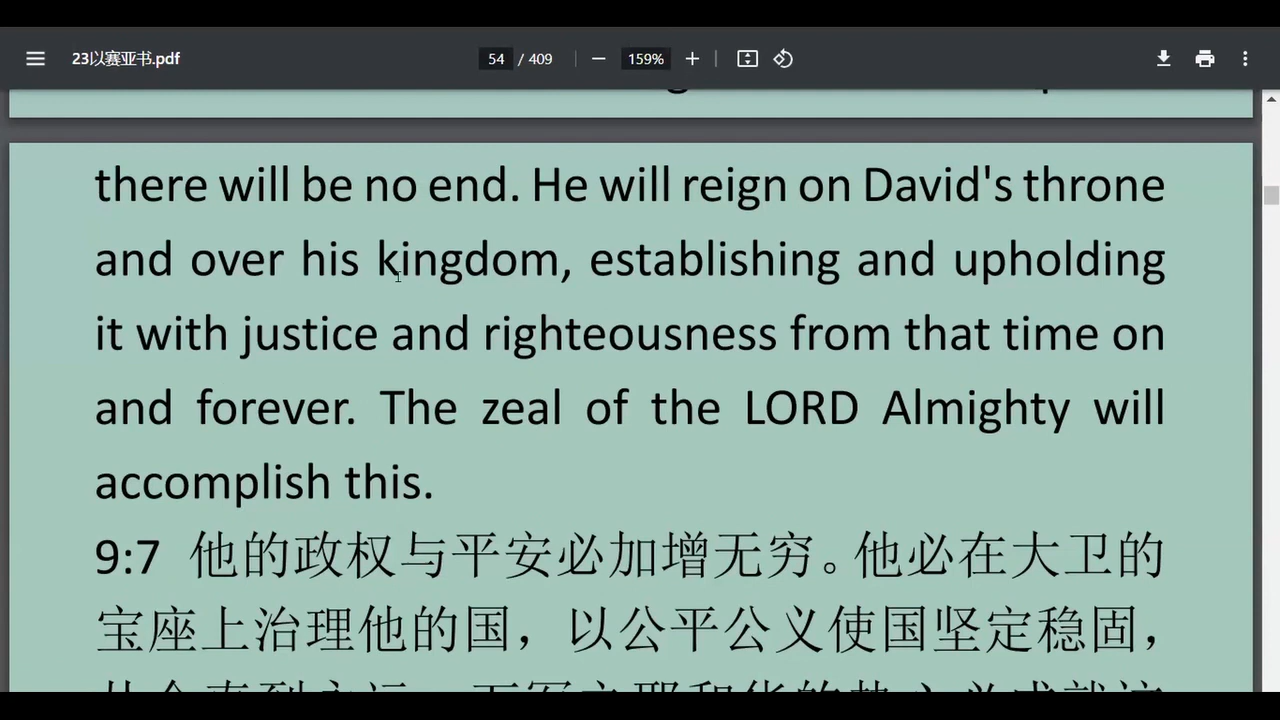 23以赛亚书.pdf
54 / 409
159%
there will be no end. He will reign on David's throne
and over his kingdom, establishing and upholding
it with justice and righteousness from that time on
and forever. The zeal of the LORD Almighty will
accomplish this.
9:7 他的政权与平安必加增无穷。他必在大卫的
宝座上治理他的国，以公平公义使国坚定稳固，